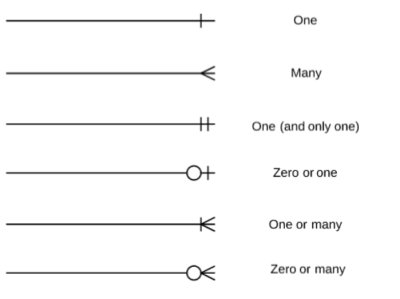 One
Many
One (and only one)
Zero or one
One or many
Zero or many